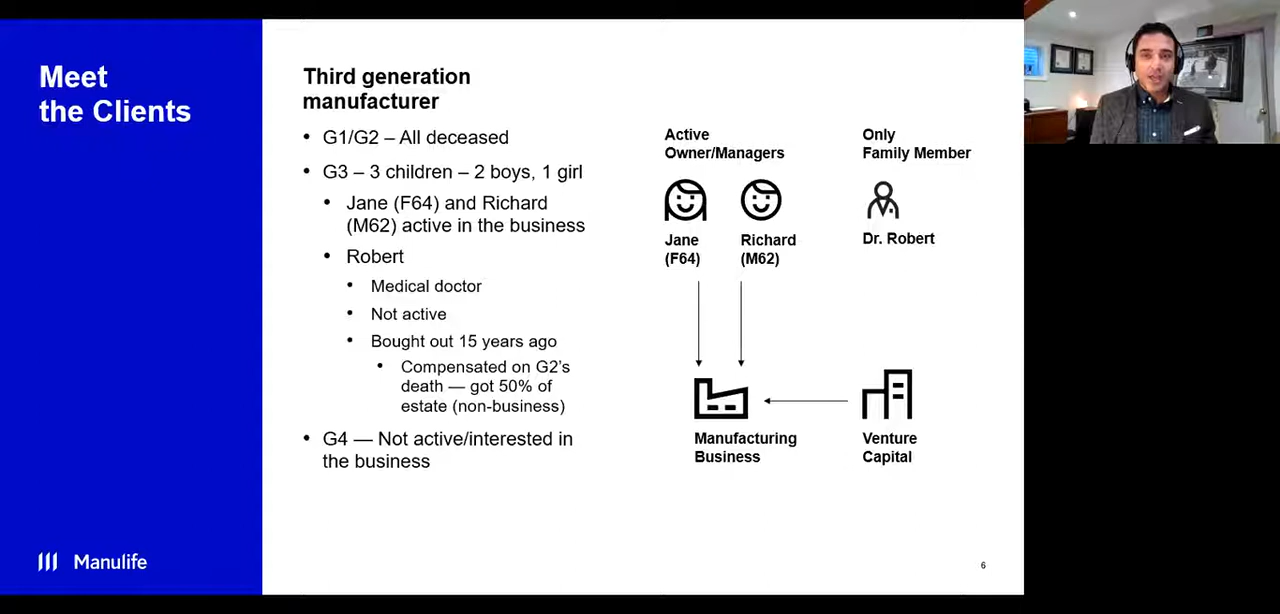 Meet
the Clients
Third generation
manufacturer
• G1/G2 – All deceased
• G3 – 3 children – 2 boys, 1 girl
• Jane (F64) and Richard
(M62) active in the business
• Robert
• Medical doctor
• Not active
• Bought out 15 years ago
• Compensated on G2’s
death — got 50% of
estate (non-business)
• G4 — Not active/interested in
the business
Active
Owner/Managers
Only
Family Member
Jane
(F64)
Richard
(M62)
Dr. Robert
Manufacturing
Business
Venture
Capital
Manulife
6